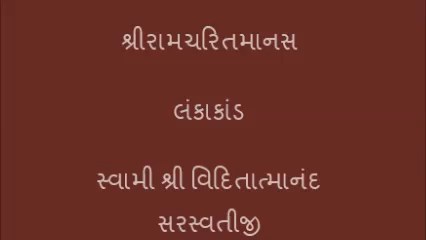 શ્રીરામચરિતમાનસ
લંકાકાંડ
સ્વામી શ્રી વિદિતાત્માનંદ
સરસ્વતીજી